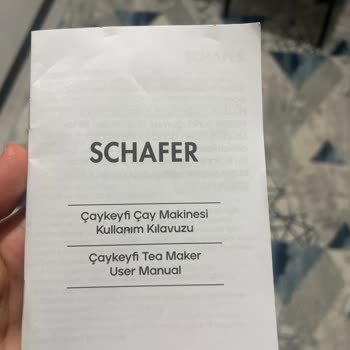 SCHAFER
Çaykeyfi Çay Makinesi
Kullanım Kılavuzu
Çaykeyfi Tea Maker
User Manual